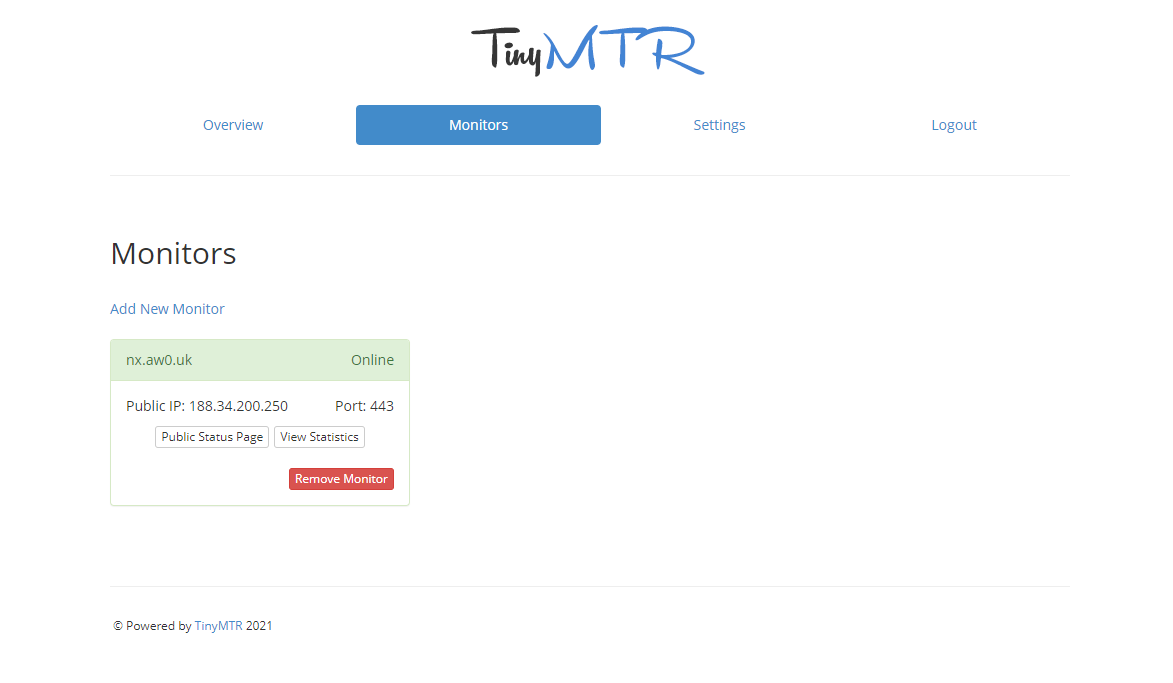 TinyMTR
Overview Monitors Settings Logout
Monitors
Add New Monitor
nx.aw0.uk Online
Public IP: 188.34.200.250 Port: 443
Public Status Page View Statistics
Remove Monitor
© Powered by TinyMTR 2021